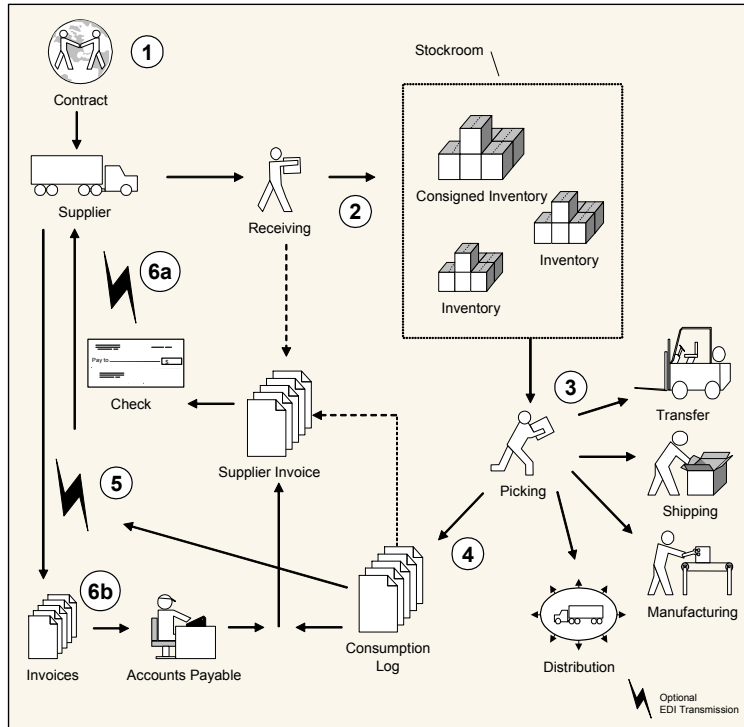 1
Contract
Stockroom
Supplier
Receiving
2
Consigned Inventory
Inventory
Inventory
6a
Pay to
$
Check
Supplier Invoice
3
Picking
Transfer
Shipping
Manufacturing
Distribution
5
4
6b
Invoices
Accounts Payable
Consumption
Log
Optional
EDI Transmission